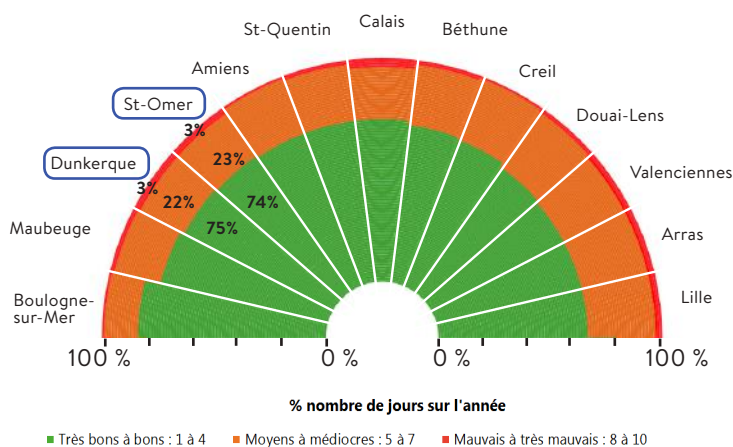 Calais
St-Quentin
Béthune
Amiens
Creil
St-Omer
Douai-Lens
3%
23%
Dunkerque
Valenciennes
3%
22%
74%
75%
Maubeuge
Arras
Boulogne-
sur-Mer
Lille
100 %
0 %
0 %
100 %
% nombre de jours sur l'année
Très bons à bons : 1 à 4
Moyens à médiocres : 5 à 7
Mauvais à très mauvais : 8 à 10